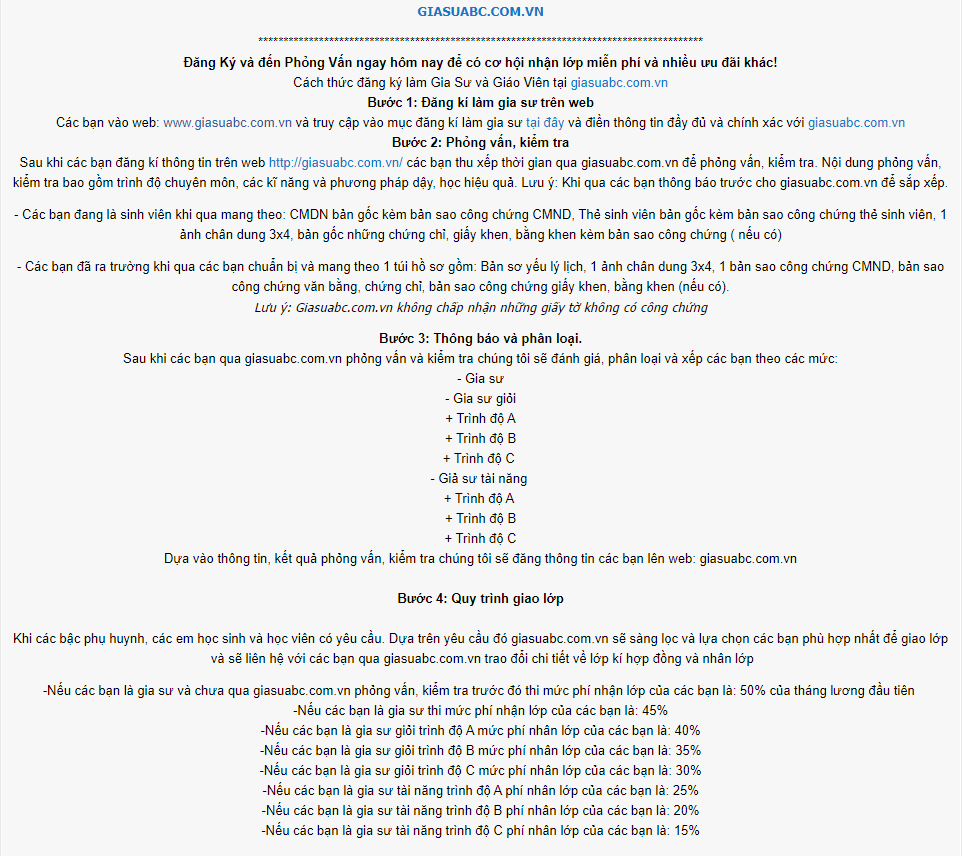 GIASUABC.COM.VN
*****************************************************************************************
Đăng Ký và đến Phỏng Vấn ngay hôm nay để có cơ hội nhận lớp miễn phí và nhiều ưu đãi khác!
Cách thức đăng ký làm Gia Sư và Giáo Viên tại giasuabc.com.vn
Bước 1: Đăng kí làm gia sư trên web
Các bạn vào web: www.giasuabc.com.vn và truy cập vào mục đăng kí làm gia sư tại đây và điền thông tin đầy đủ và chính xác với giasuabc.com.vn
Bước 2: Phỏng vấn, kiểm tra
Sau khi các bạn đăng kí thông tin trên web http://giasuabc.com.vn/ các bạn thu xếp thời gian qua giasuabc.com.vn để phỏng vấn, kiểm tra. Nội dung phỏng vấn,
kiểm tra bao gồm trình độ chuyên môn, các kĩ năng và phương pháp dậy, học hiệu quả. Lưu ý: Khi qua các bạn thông báo trước cho giasuabc.com.vn để sắp xếp.
- Các bạn đang là sinh viên khi qua mang theo: CMDN bản gốc kèm bản sao công chứng CMND, Thẻ sinh viên bản gốc kèm bản sao công chứng thẻ sinh viên, 1
ảnh chân dung 3x4, bản gốc những chứng chỉ, giấy khen, bằng khen kèm bản sao công chứng ( nếu có)
- Các bạn đã ra trường khi qua các bạn chuẩn bị và mang theo 1 túi hồ sơ gồm: Bản sơ yếu lý lịch, 1 ảnh chân dung 3x4, 1 bản sao công chứng CMND, bản sao
công chứng văn bằng, chứng chỉ, bản sao công chứng giấy khen, bằng khen (nếu có).
Lưu ý: Giasuabc.com.vn không chấp nhận những giấy tờ không có công chứng
Bước 3: Thông báo và phân loại.
Sau khi các bạn qua giasuabc.com.vn phỏng vấn và kiểm tra chúng tôi sẽ đánh giá, phân loại và xếp các bạn theo các mức:
- Gia sư
- Gia sư giỏi
+ Trình độ A
+ Trình độ B
+ Trình độ C
- Giả sư tài năng
+ Trình độ A
+ Trình độ B
+ Trình độ C
Dựa vào thông tin, kết quả phỏng vấn, kiểm tra chúng tôi sẽ đăng thông tin các bạn lên web: giasuabc.com.vn
Bước 4: Quy trinh giao lớp
Khi các bậc phụ huynh, các em học sinh và học viên có yêu cầu. Dựa trên yêu cầu đó giasuabc.com.vn sẽ sàng lọc và lựa chọn các bạn phù hợp nhất để giao lớp
và sẽ liên hệ với các bạn qua giasuabc.com.vn trao đổi chi tiết về lớp kí hợp đồng và nhân lớp
-Nếu các bạn là gia sư và chưa qua giasuabc.com.vn phỏng vấn, kiểm tra trước đó thi mức phí nhận lớp của các bạn là: 50% của tháng lương đầu tiên
-Nếu các bạn là gia sư thi mức phí nhận lớp của các bạn là: 45%
-Nếu các bạn là gia sư giỏi trình độ A mức phí nhân lớp của các bạn là: 40%
-Nếu các bạn là gia sư giỏi trình độ B mức phí nhân lớp của các bạn là: 35%
-Nếu các bạn là gia sư giỏi trình độ C mức phí nhân lớp của các bạn là: 30%
-Nếu các bạn là gia sư tài năng trình độ A phí nhân lớp của các bạn là: 25%
-Nếu các bạn là gia sư tài năng trình độ B phí nhân lớp của các bạn là: 20%
-Nếu các bạn là gia sư tài năng trình độ C phí nhân lớp của các bạn là: 15%